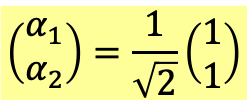 (α₁ α₂) = 1/√2 (1 1)